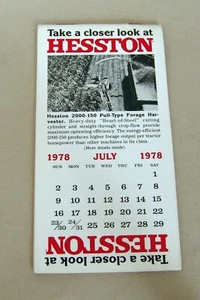 Take a closer look at
HESSTON
Hesston 2000-150 Pull-Type Forage Har-
vester. Heavy-duty "Heart-of-Steel" cutting
cylinder and straight-through crop flow provide
maximum operating efficiency. The energy efficient
2000-150 produces higher forage output per tractor
horsepower than other machines in its class.
(More details inside)
1978 JULY 1978
SUN MON TUE WED THU FRI SAT
1
2 3 4 5 6 7 8
9 10 11 12 13 14 15
16 17 18 19 20 21 22
23/30 24/31 25 26 27 28 29
Take a closer look at
HESSTON